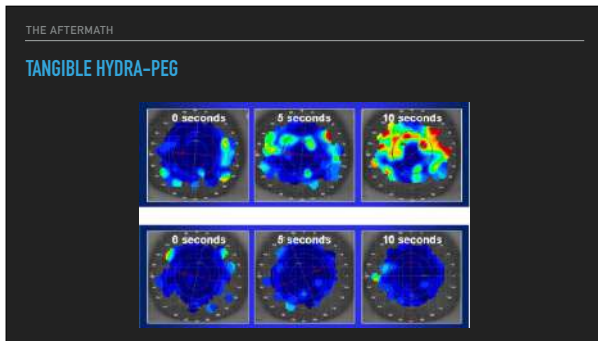 THE AFTERMATH
TANGIBLE HYDRA-PEG
0 seconds
5 seconds
10 seconds
0 seconds
5 seconds
10 seconds